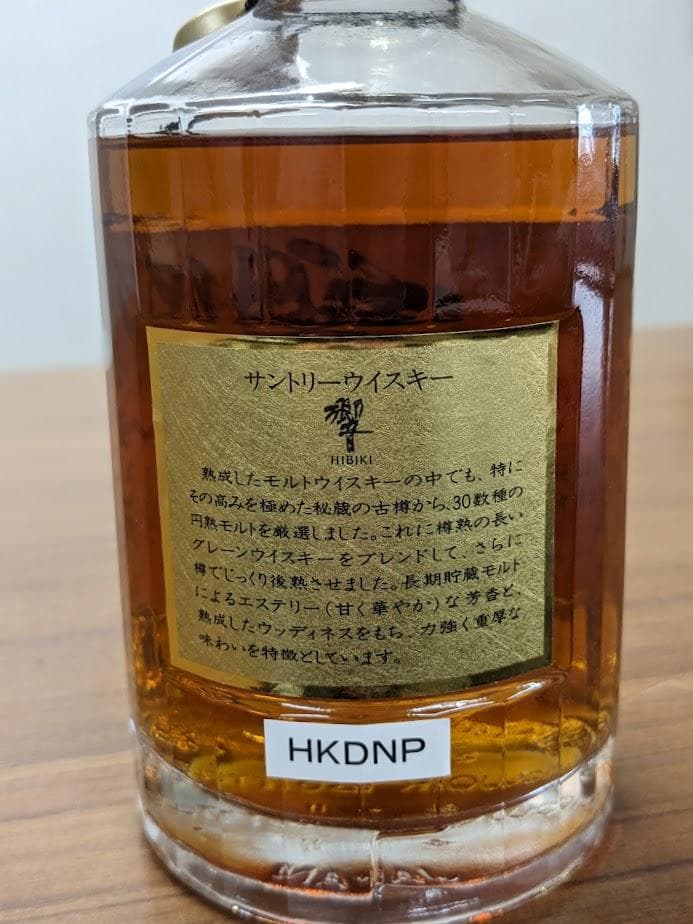 サントリーウイスキー
響
HIBIKI
熟成したモルトウイスキーの中でも、特に
その高みを極めた秘蔵の古樽から、30数種の
円熟モルトを厳選しました。これに樽熟の長い
グレーンウイスキーをブレンドして、さらに
樽でじっくり後熟させました。長期貯蔵モルト
によるエステリー(甘く華やか)な芳香と、
熟成したウッディネスをもち、力強く重厚な
味わいを特徴としています。
HKDNP